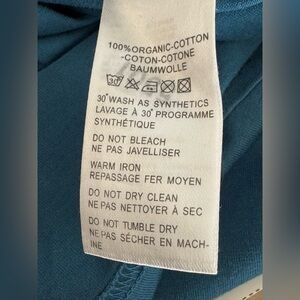 100% ORGANIC-COTTON
-COTON-COTONE
BAUMWOLLE
30
30° WASH AS SYNTHETICS
LAVAGE À 30° PROGRAMME
SYNTHÉTIQUE
DO NOT BLEACH
NE PAS JAVELLISER
WARM IRON
REPASSAGE FER MOYEN
DO NOT DRY CLEAN
NE PAS NETTOYER À SEC
DO NOT TUMBLE DRY
NE PAS SÉCHER EN MACH-
INE